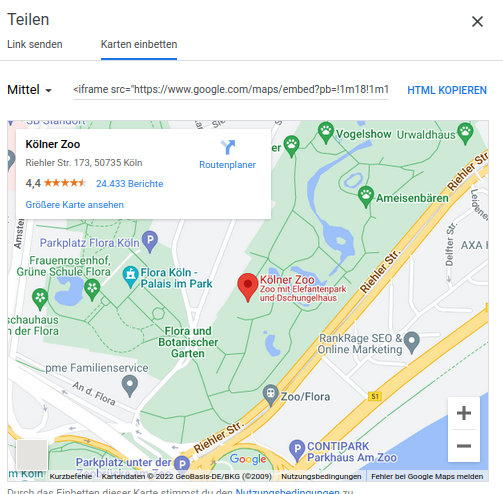 Teilen
Link senden
Karten einbetten
Mittel
<iframe src="https://www.google.com/maps/embed?pb=!1m18!1m1
HTML KOPIEREN
SB Standort
Kölner Zoo
Riehler Str. 173, 50735 Köln
4,4
24.433 Berichte
Größere Karte ansehen
Routenplaner
Vogelshow
Urwaldhaus
Riehler Str.
Ameisenbären
Parkplatz Flora Köln
Frauenrosenhof,
Grüne Schule Flora
Flora Köln -
Palais im Park
Kölner Zoo
Zoo mit Elefantenpark
und Dschungelhaus
Riehler Str.
Delfter Str.
AXA H
schauhaus
n der Flora
Flora und
Botanischer
Garten
RankRage SEO &
Online Marketing
pme Familienservice
An d. Flora
Zoo/Flora
51
Riehler Str.
CONTIPARK
Parkhaus Am Zoo
Parkplatz unter der
Google
m Köln
Kurzbefehle
Kartendaten © 2022 GeoBasis-DE/BKG (©2009)
Nutzungsbedingungen
Fehler bei Google Maps melden
Durch das Einbetten dieser Karte stimmst du den Nutzungsbedingungen zu.